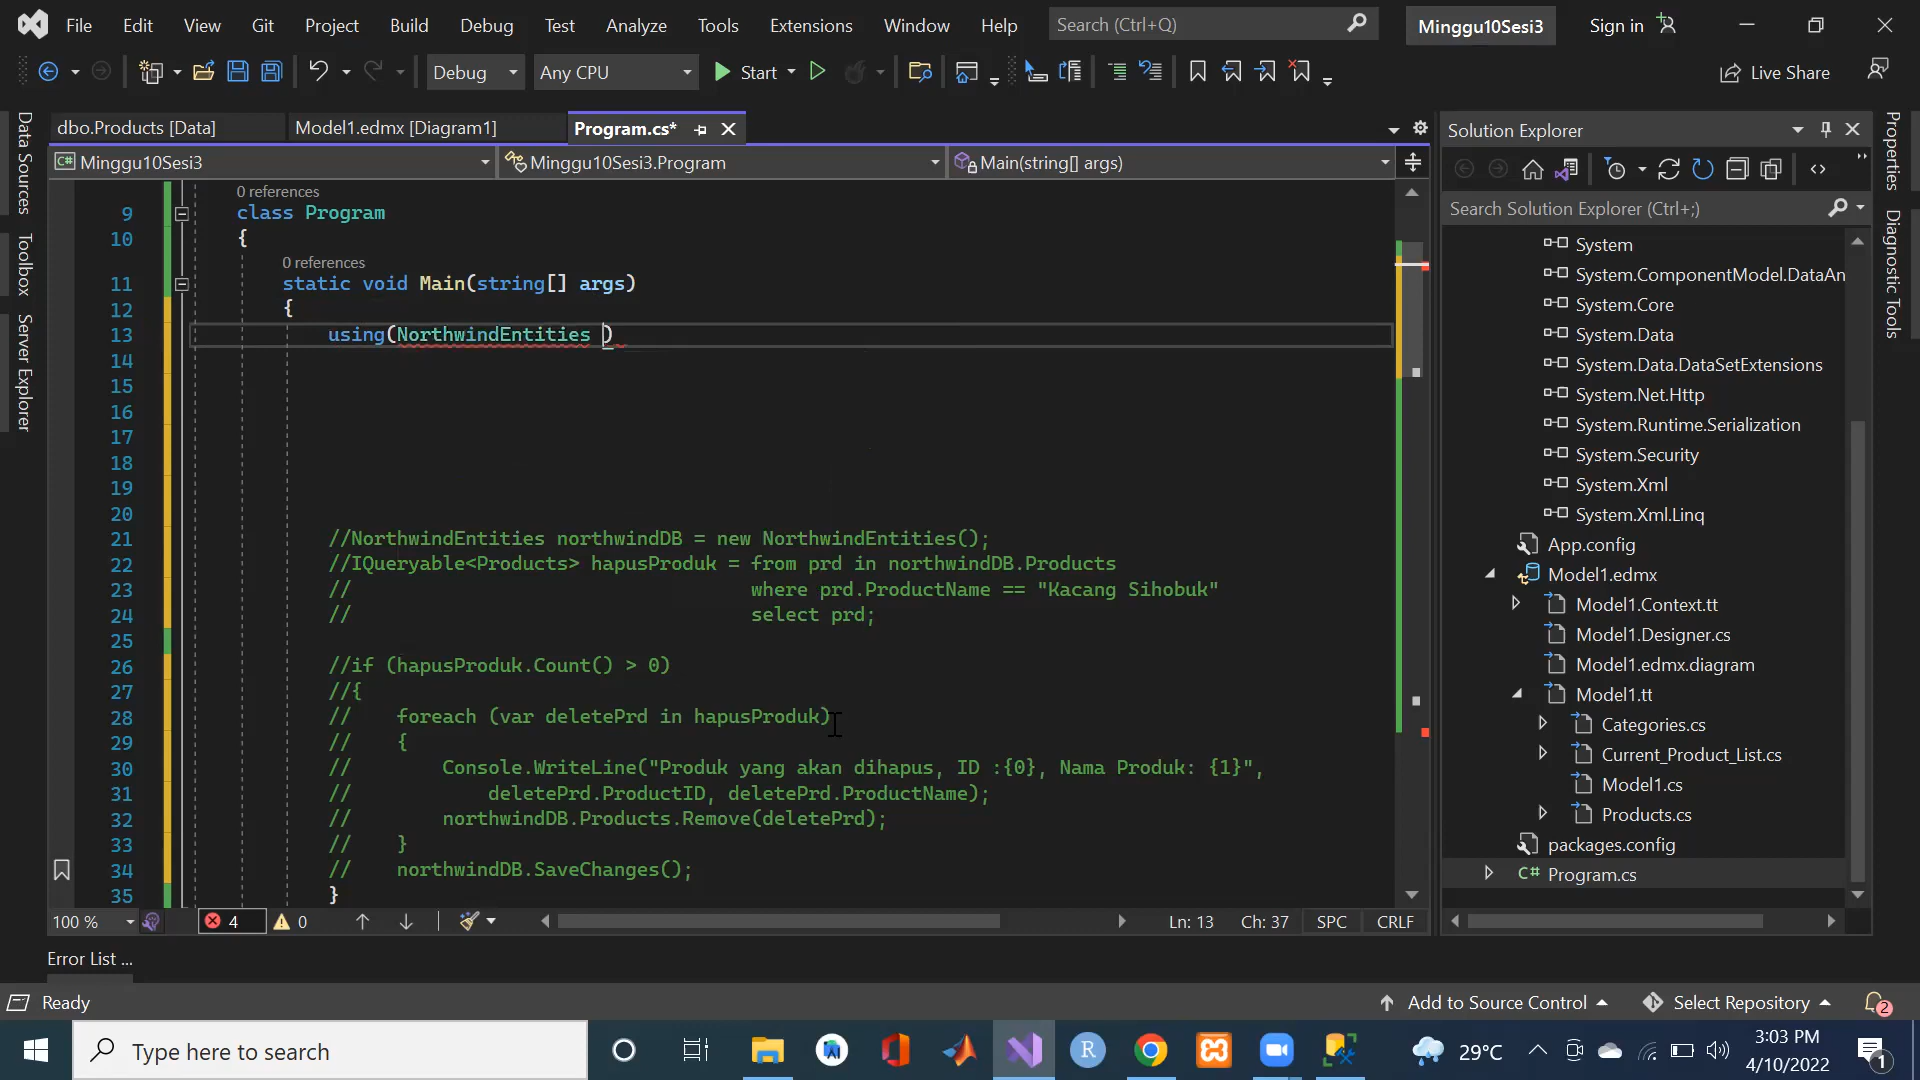 File Edit View Git Project Build Debug Test Analyze Tools Extensions Window Help Search (Ctrl+Q) Minggu10Sesi3 Sign in
Debug Any CPU Start Live Share
dbo.Products [Data] Model1.edmx [Diagram1] Program.cs*
Minggu10Sesi3 Minggu10Sesi3.Program Main(string[] args)
Data Sources
Toolbox
Server Explorer
0 references
9 class Program
10 {
0 references
11 static void Main(string[] args)
12 {
13 using(NorthwindEntities )
14
15
16
17
18
19
20
21 //NorthwindEntities northwindDB = new NorthwindEntities();
22 //IQueryable<Products> hapusProduk = from prd in northwindDB.Products
23 // where prd.ProductName == "Kacang Sihobuk"
24 // select prd;
25
26 //if (hapusProduk.Count() > 0)
27 //{
28 // foreach (var deletePrd in hapusProduk)
29 // {
30 // Console.WriteLine("Produk yang akan dihapus, ID :{0}, Nama Produk: {1}",
31 // deletePrd.ProductID, deletePrd.ProductName);
32 // northwindDB.Products.Remove(deletePrd);
33 // }
34 // northwindDB.SaveChanges();
35 }
100 % 4 0 Ln: 13 Ch: 37 SPC CRLF
Solution Explorer
Search Solution Explorer (Ctrl+;)
System
System.ComponentModel.DataAn
System.Core
System.Data
System.Data.DataSetExtensions
System.Net.Http
System.Runtime.Serialization
System.Security
System.Xml
System.Xml.Linq
App.config
Model1.edmx
Model1.Context.tt
Model1.Designer.cs
Model1.edmx.diagram
Model1.tt
Categories.cs
Current_Product_List.cs
Model1.cs
Products.cs
packages.config
C# Program.cs
Properties
Diagnostic Tools
Error List ...
Ready Add to Source Control Select Repository 2
Type here to search 29°C 3:03 PM
4/10/2022 1